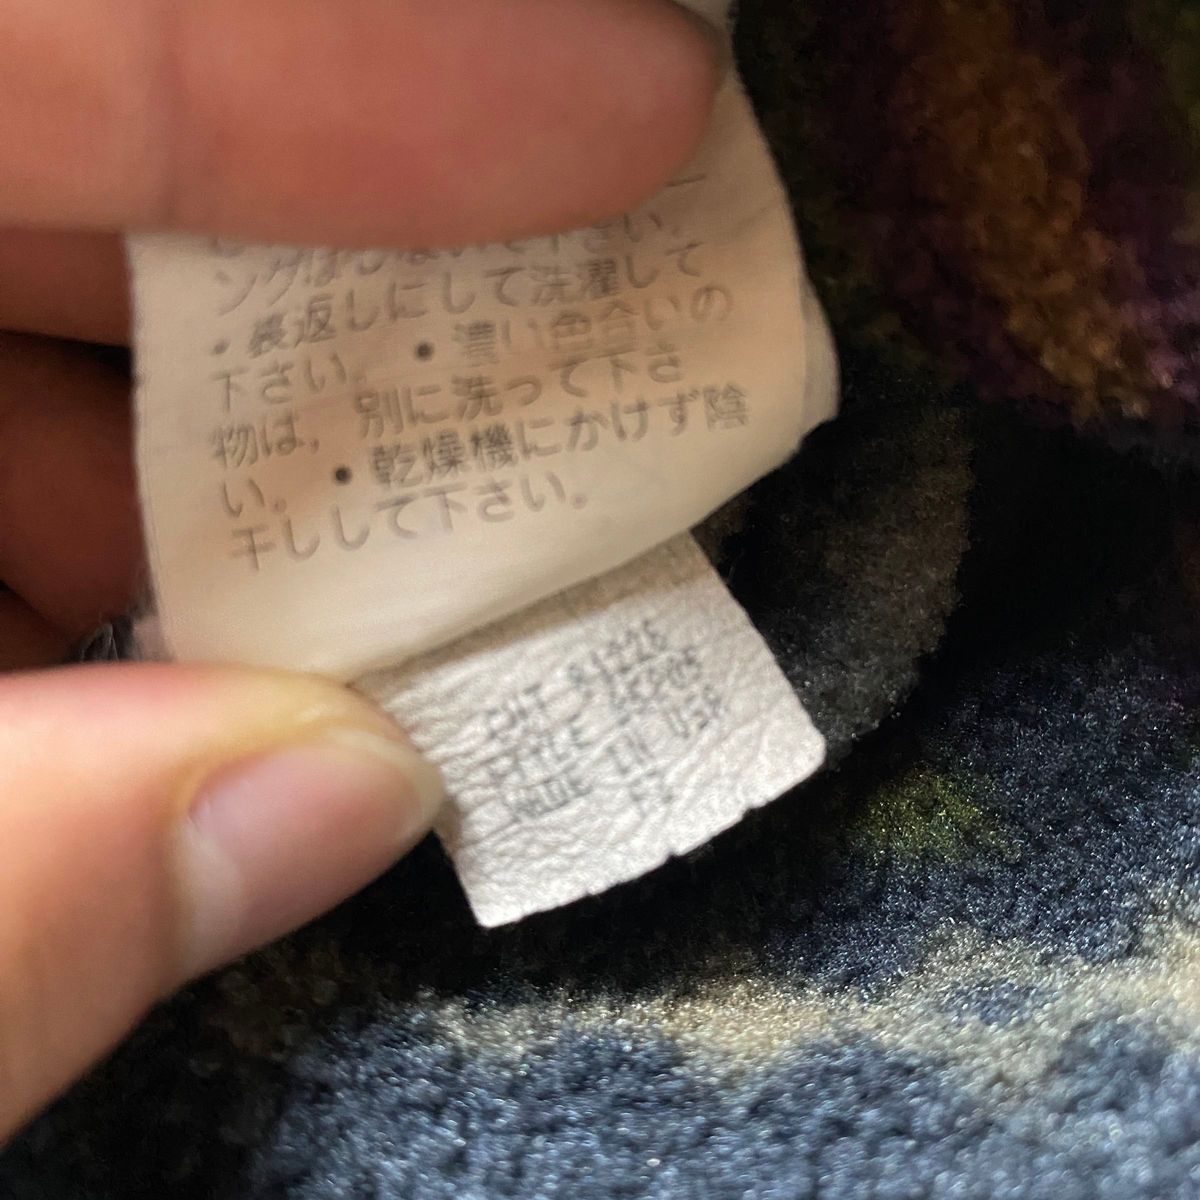 ングはしないで下さい.
・裏返しにして洗濯して
下さい. ・濃い色合いの
物は, 別に洗って下さ
い. ・乾燥機にかけず陰
干しして下さい.
CUT
STYLE
MADE IN USA